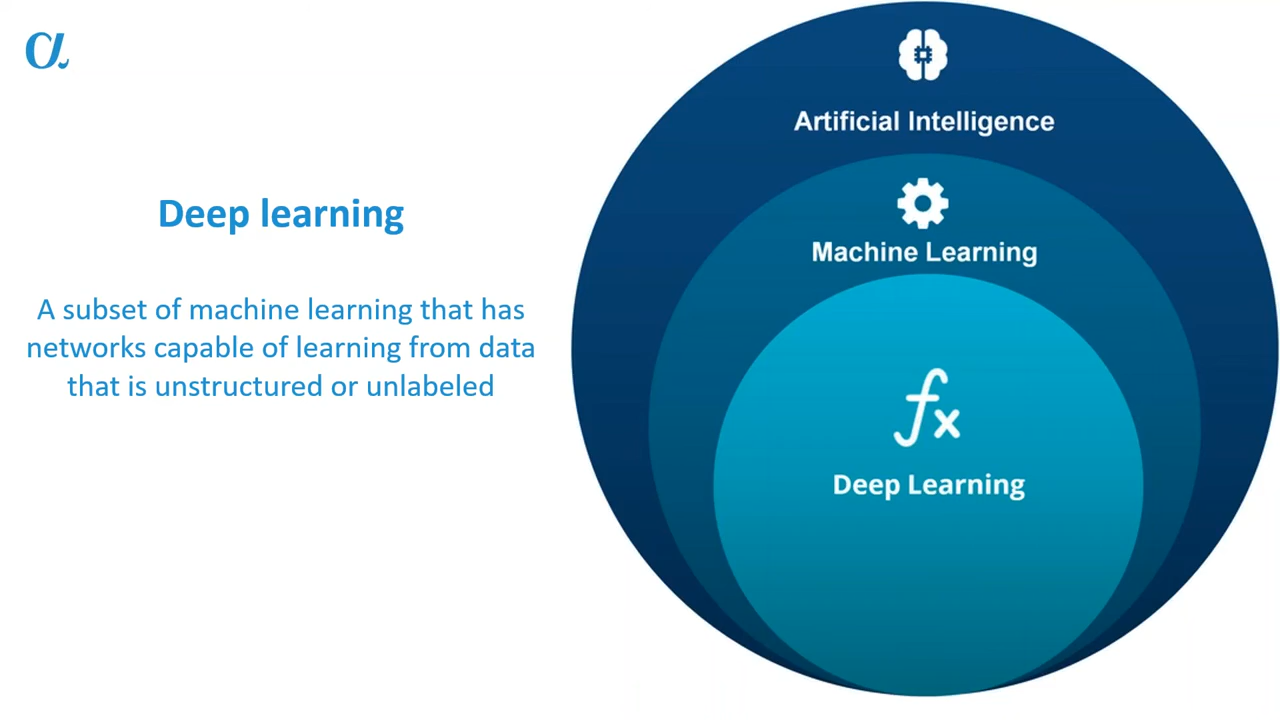 α
Deep learning
A subset of machine learning that has
networks capable of learning from data
that is unstructured or unlabeled
Artificial Intelligence
Machine Learning
fx
Deep Learning